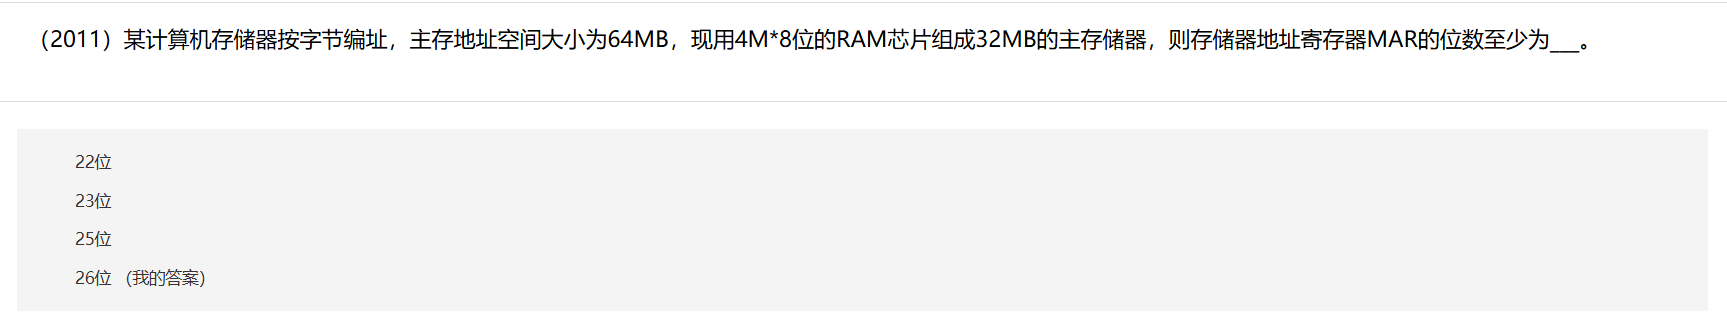 （2011）某计算机存储器按字节编址，主存地址空间大小为64MB，现用4M*8位的RAM芯片组成32MB的主存储器，则存储器地址寄存器MAR的位数至少为___。
22位
23位
25位
26位 （我的答案）